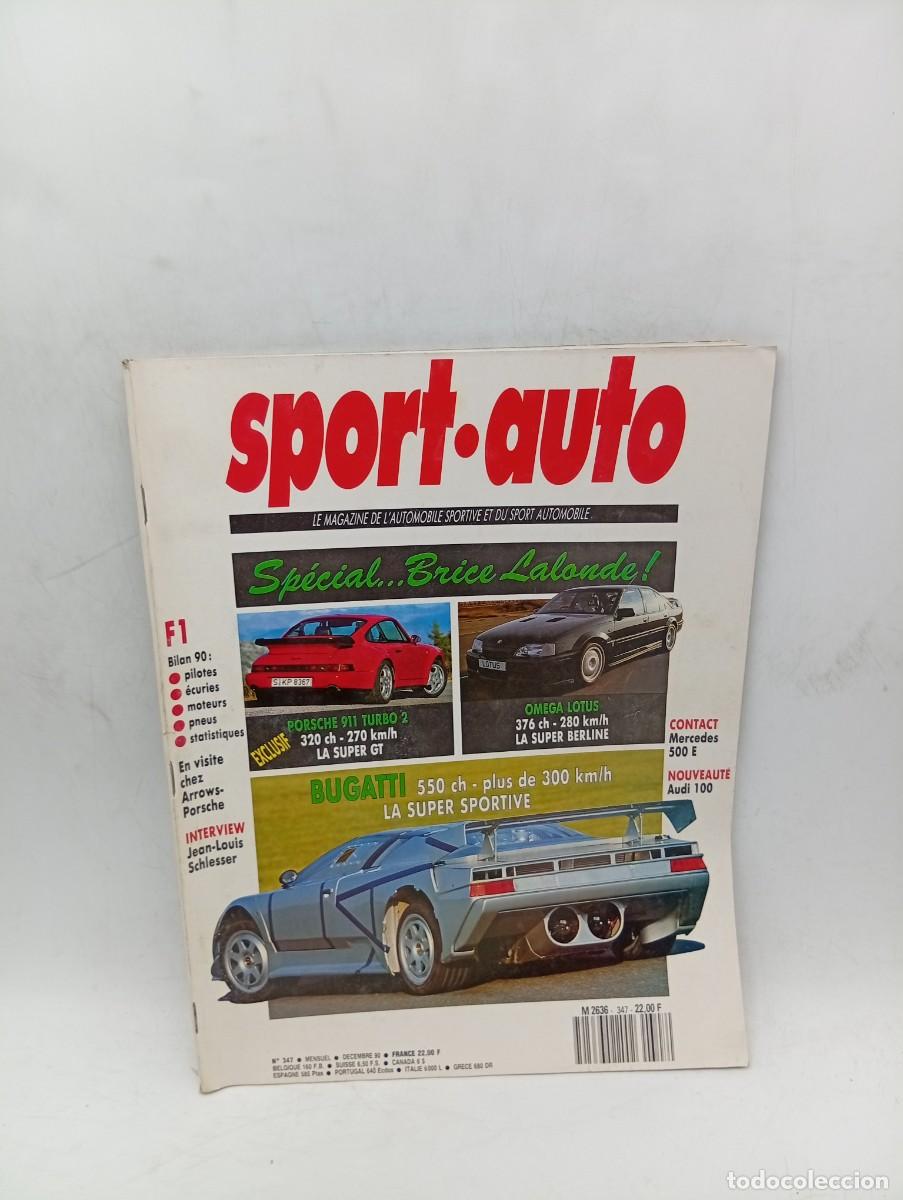 sport·auto
LE MAGAZINE DE L'AUTOMOBILE SPORTIVE ET DU SPORT AUTOMOBILE
Spécial...Brice Lalonde!
F1
Bilan 90:
● pilotes
● écuries
● moteurs
● pneus
● statistiques
En visite
chez
Arrows-
Porsche
INTERVIEW
Jean-Louis
Schlesser
S·KP 8367
EXCLUSIF
PORSCHE 911 TURBO 2
320 ch - 270 km/h
LA SUPER GT
LOTUS
OMEGA LOTUS
376 ch - 280 km/h
LA SUPER BERLINE
CONTACT
Mercedes
500 E
NOUVEAUTÉ
Audi 100
BUGATTI 550 ch - plus de 300 km/h
LA SUPER SPORTIVE
M 2636 - 347 - 22,00 F
N° 347 ● MENSUEL ● DECEMBRE 90 ● FRANCE 22,00 F
BELGIQUE 160 F.B. ● SUISSE 6,50 F.S. ● CANADA 6 $
ESPAGNE 585 Ptas ● PORTUGAL 640 Ecdos ● ITALIE 6000 L ● GRECE 680 DR
todocoleccion